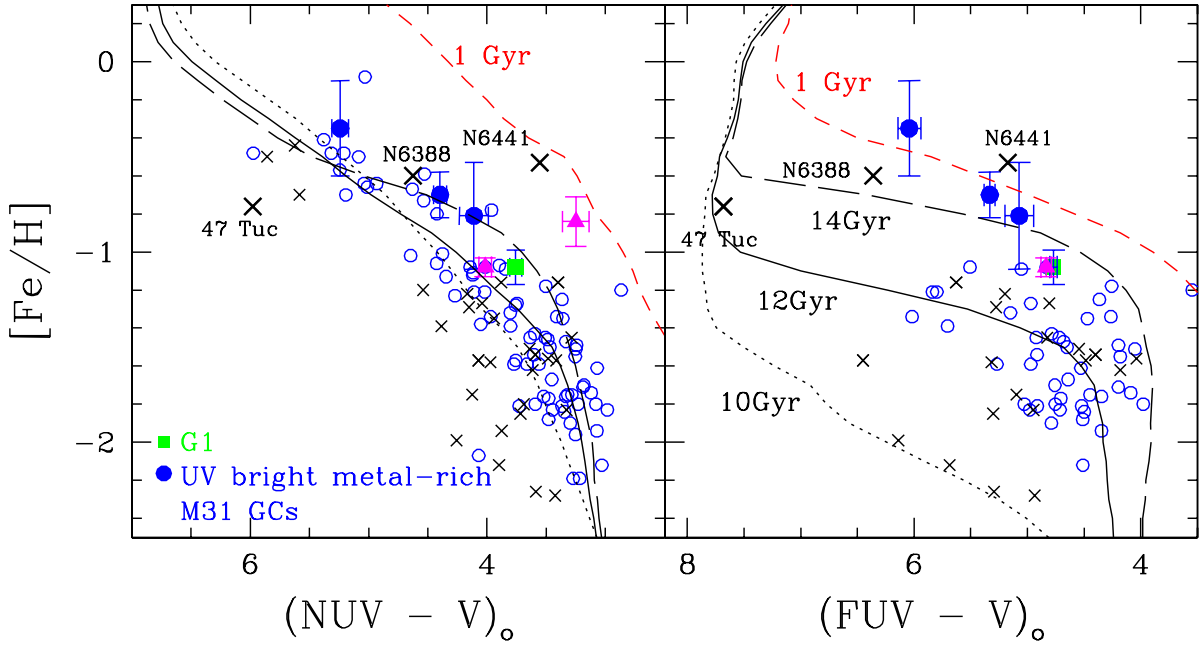 1 Gyr
N6441
N6388
47 Tuc
G1
UV bright metal-rich
M31 GCs
0
−1
−2
[Fe/H]
6
4
(NUV − V)o
1 Gyr
N6441
N6388
14Gyr
47 Tuc
12Gyr
10Gyr
8
6
4
(FUV − V)o